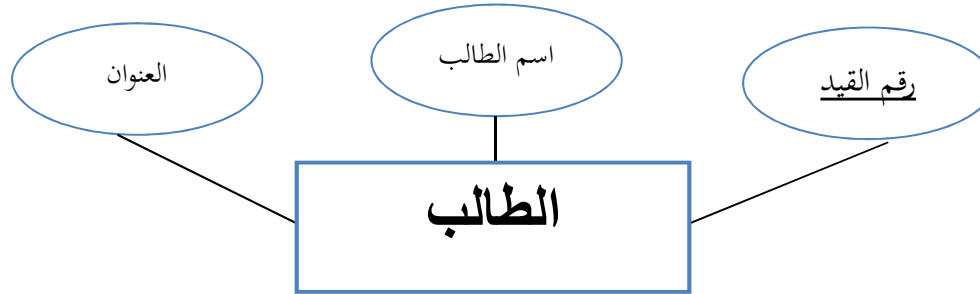 رقم القيد
اسم الطالب
العنوان
الطالب